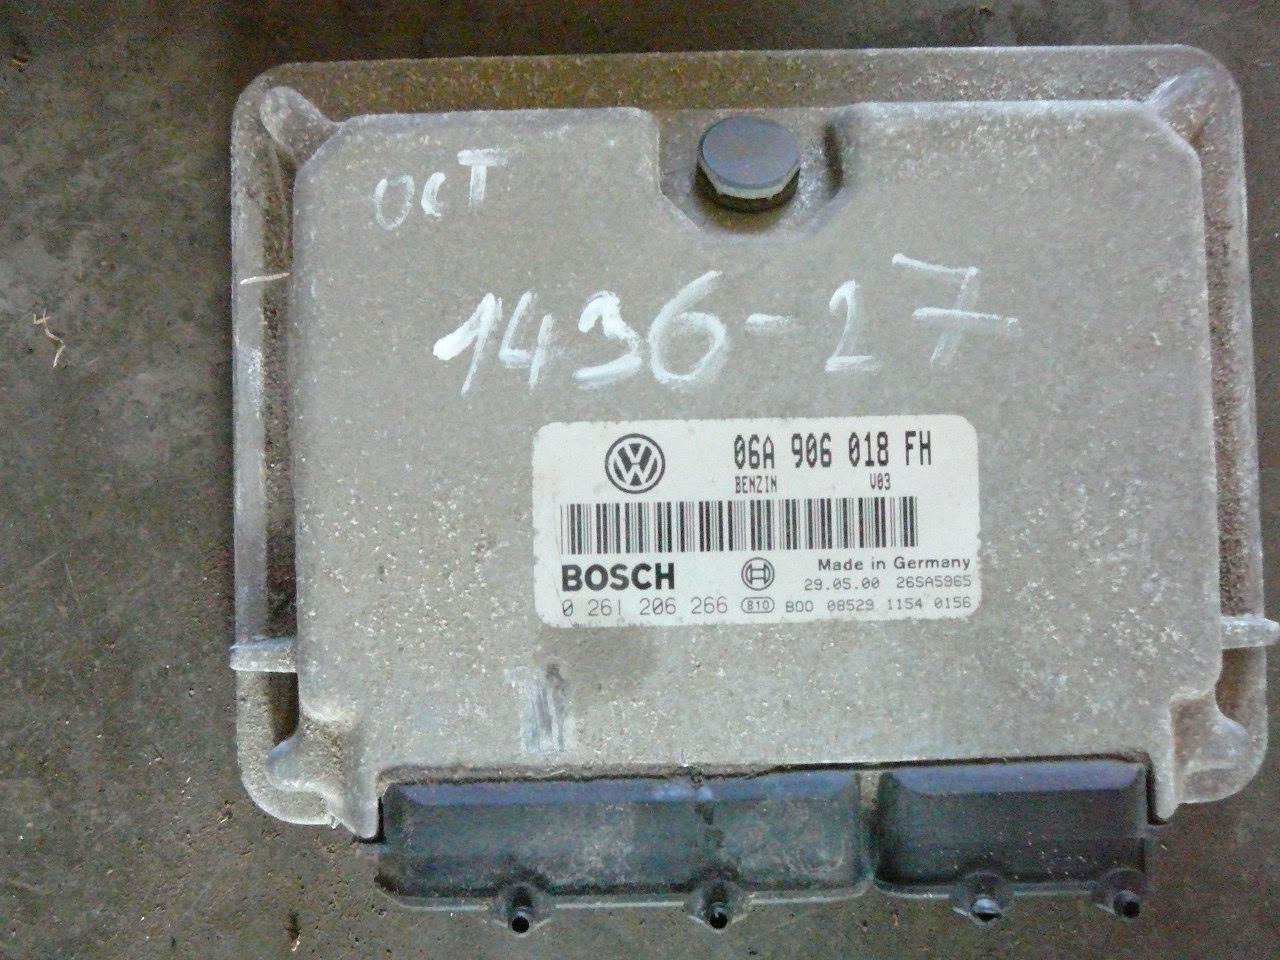 OCT
1436-27
06A 906 018 FH
BENZIN V03
BOSCH
Made in Germany
29.05.00 26SA5965
0 261 206 266 810 B00 08529 1154 0156